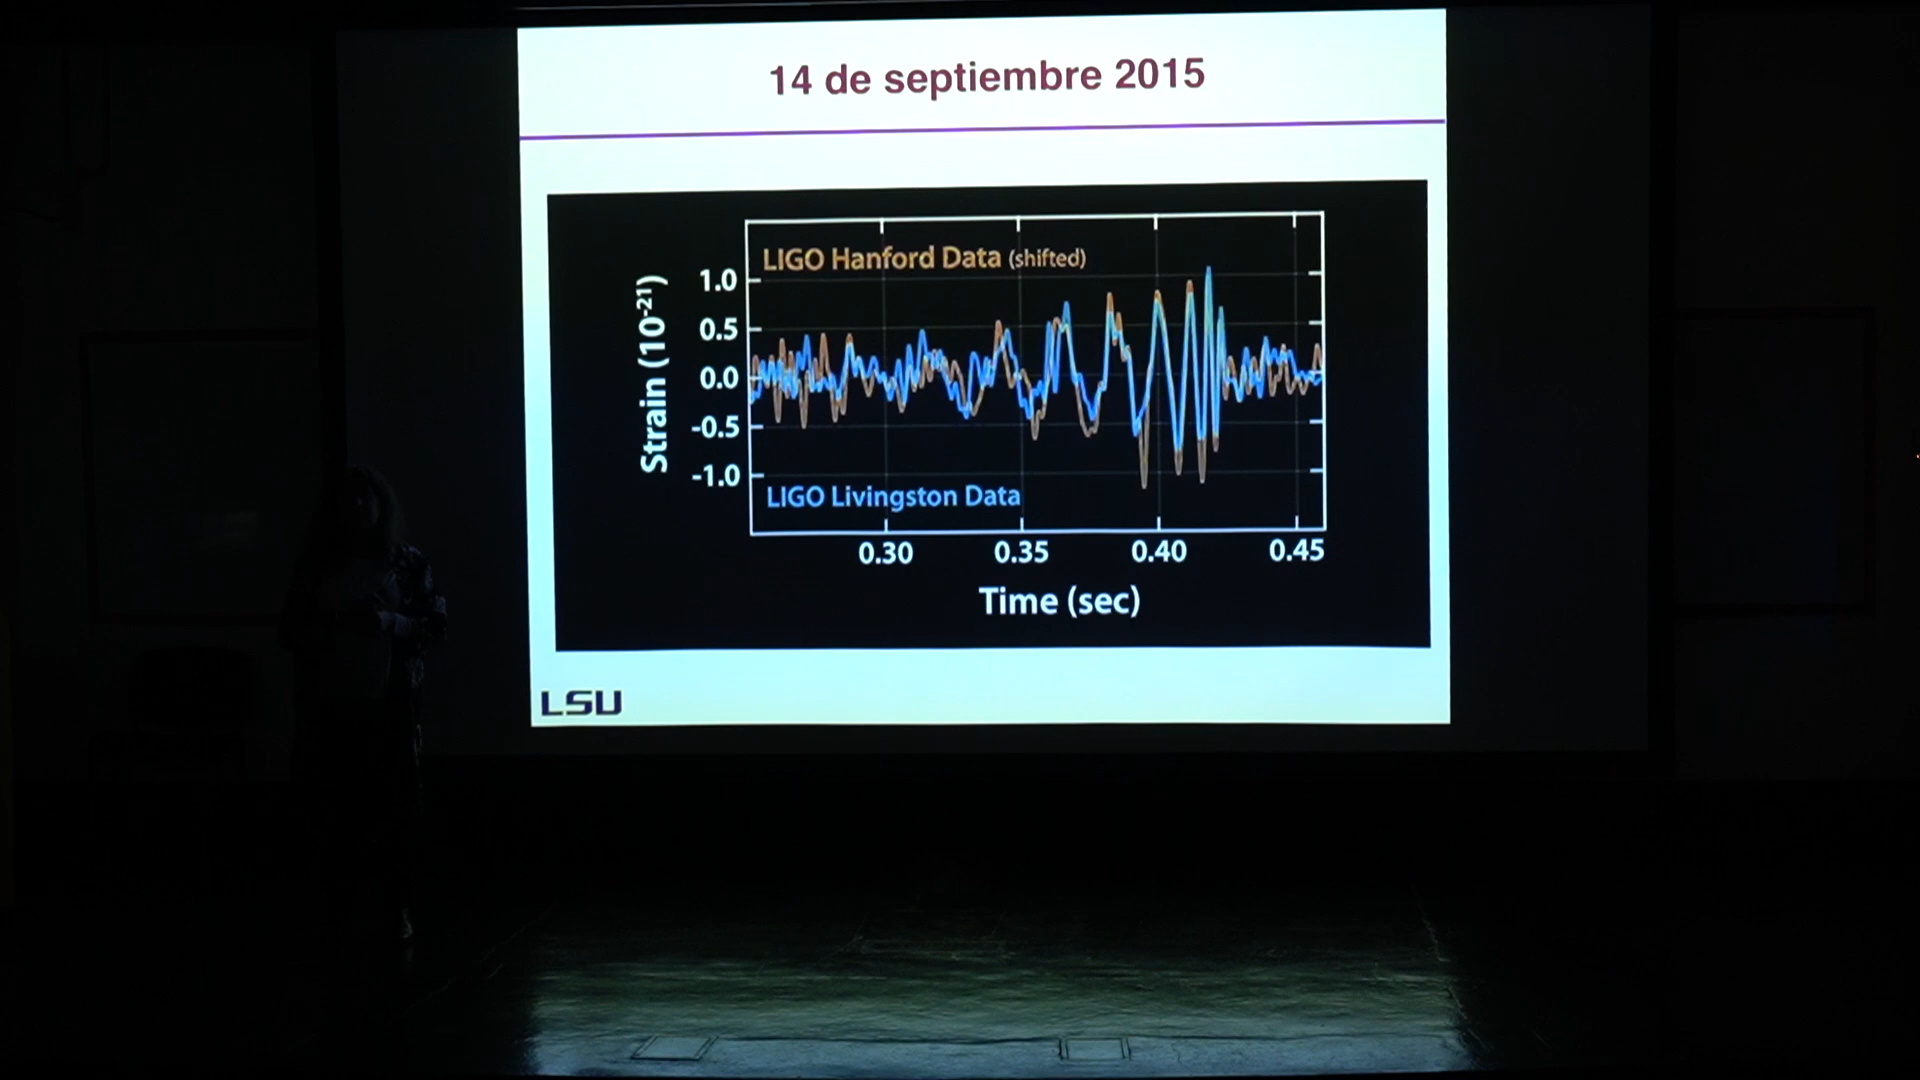 14 de septiembre 2015
LIGO Hanford Data (shifted)
1.0
0.5
0.0
-0.5
-1.0
Strain (10⁻²¹)
LIGO Livingston Data
0.30 0.35 0.40 0.45
Time (sec)
LSU